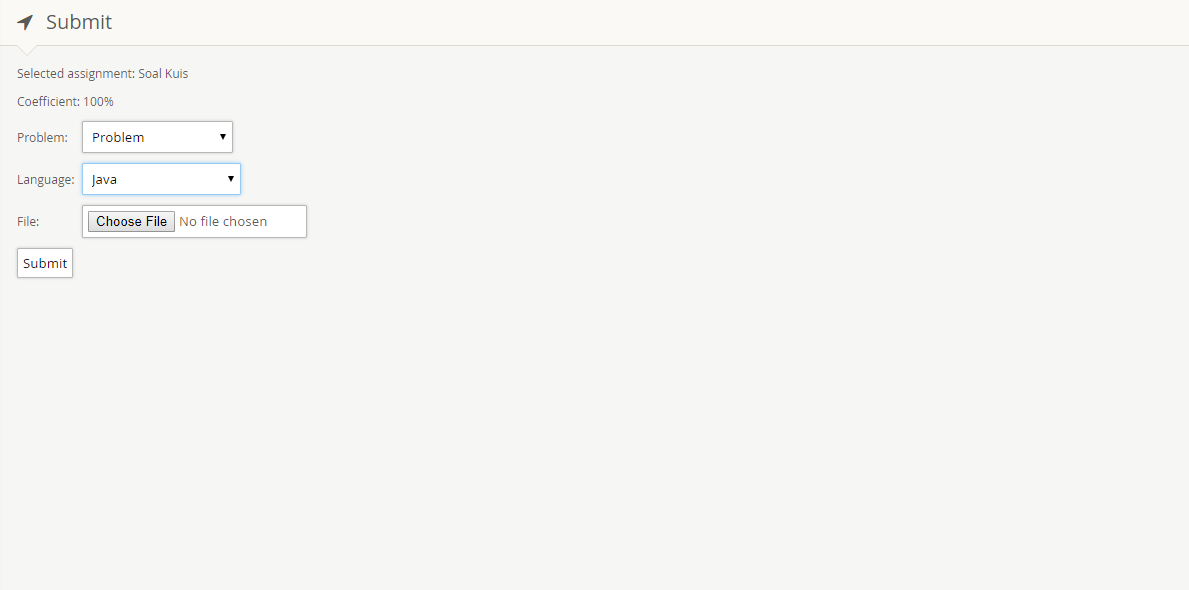 Submit
Selected assignment: Soal Kuis
Coefficient: 100%
Problem: Problem
Language: Java
File: Choose File No file chosen
Submit